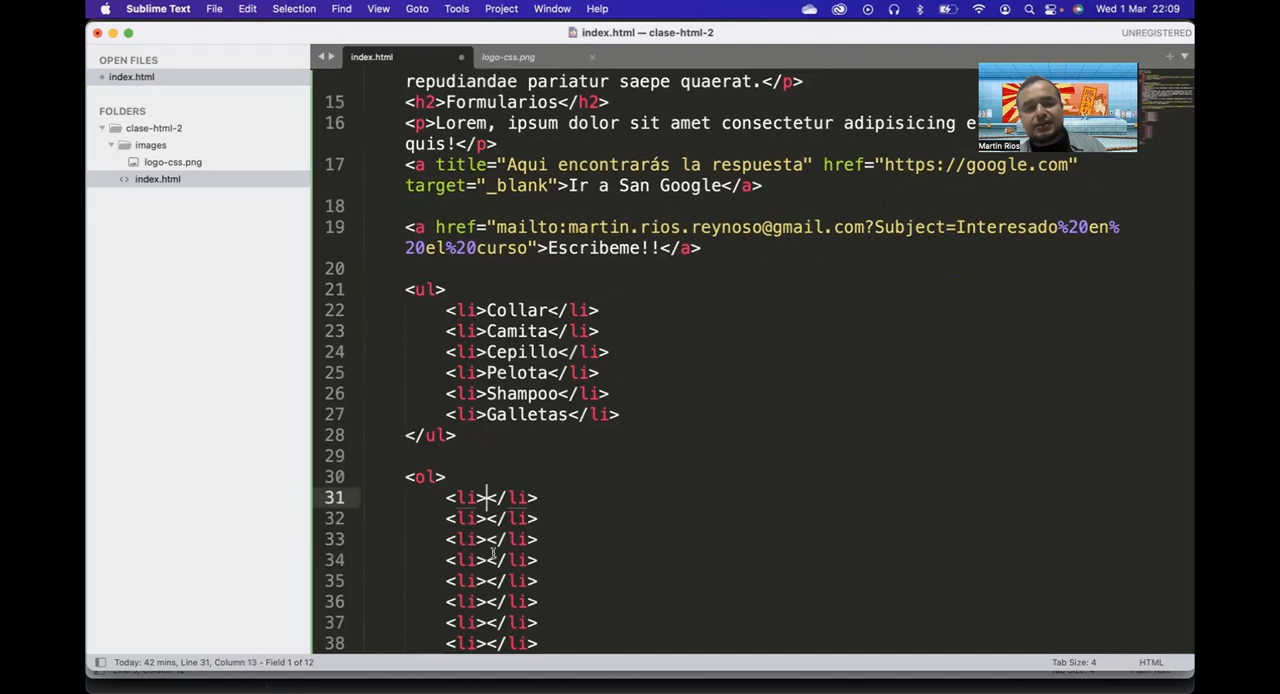 Sublime Text File Edit Selection Find View Goto Tools Project Window Help Wed 1 Mar 22:09
index.html — clase-html-2 UNREGISTERED
OPEN FILES
index.html
FOLDERS
clase-html-2
images
logo-css.png
index.html
index.html logo-css.png
repudiandae pariatur saepe quaerat.</p>
15 <h2>Formularios</h2>
16 <p>Lorem, ipsum dolor sit amet consectetur adipisicing e
quis!</p>
17 <a title="Aqui encontrarás la respuesta" href="https://google.com"
target="_blank">Ir a San Google</a>
18
19 <a href="mailto:martin.rios.reynoso@gmail.com?Subject=Interesado%20en%
20el%20curso">Escribeme!!</a>
20
21 <ul>
22 <li>Collar</li>
23 <li>Camita</li>
24 <li>Cepillo</li>
25 <li>Pelota</li>
26 <li>Shampoo</li>
27 <li>Galletas</li>
28 </ul>
29
30 <ol>
31 <li></li>
32 <li></li>
33 <li></li>
34 <li></li>
35 <li></li>
36 <li></li>
37 <li></li>
38 <li></li>
Martin Rios
Today: 42 mins, Line 31, Column 13 - Field 1 of 12 Tab Size: 4 HTML